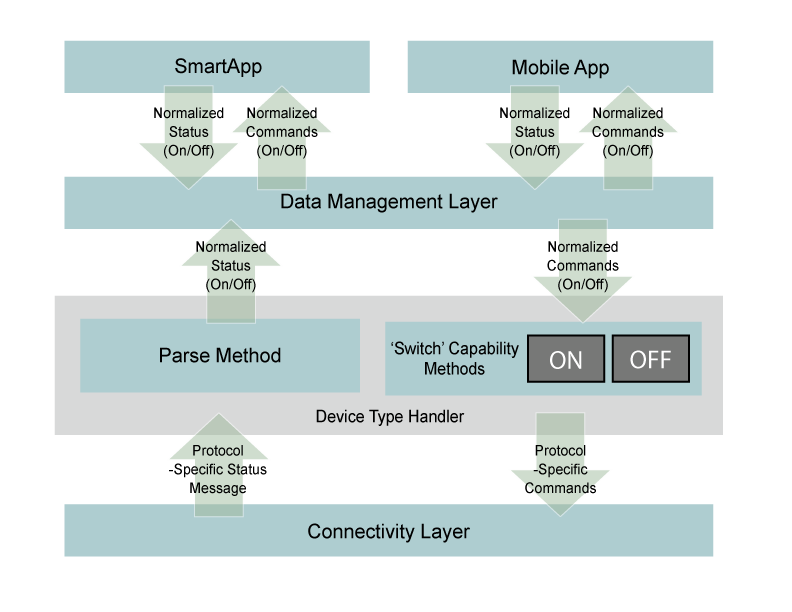 SmartApp
Mobile App
Normalized
Status
(On/Off)
Normalized
Commands
(On/Off)
Normalized
Status
(On/Off)
Normalized
Commands
(On/Off)
Data Management Layer
Normalized
Status
(On/Off)
Normalized
Commands
(On/Off)
Parse Method
‘Switch’ Capability
Methods
ON
OFF
Device Type Handler
Protocol
-Specific Status
Message
Protocol
-Specific
Commands
Connectivity Layer